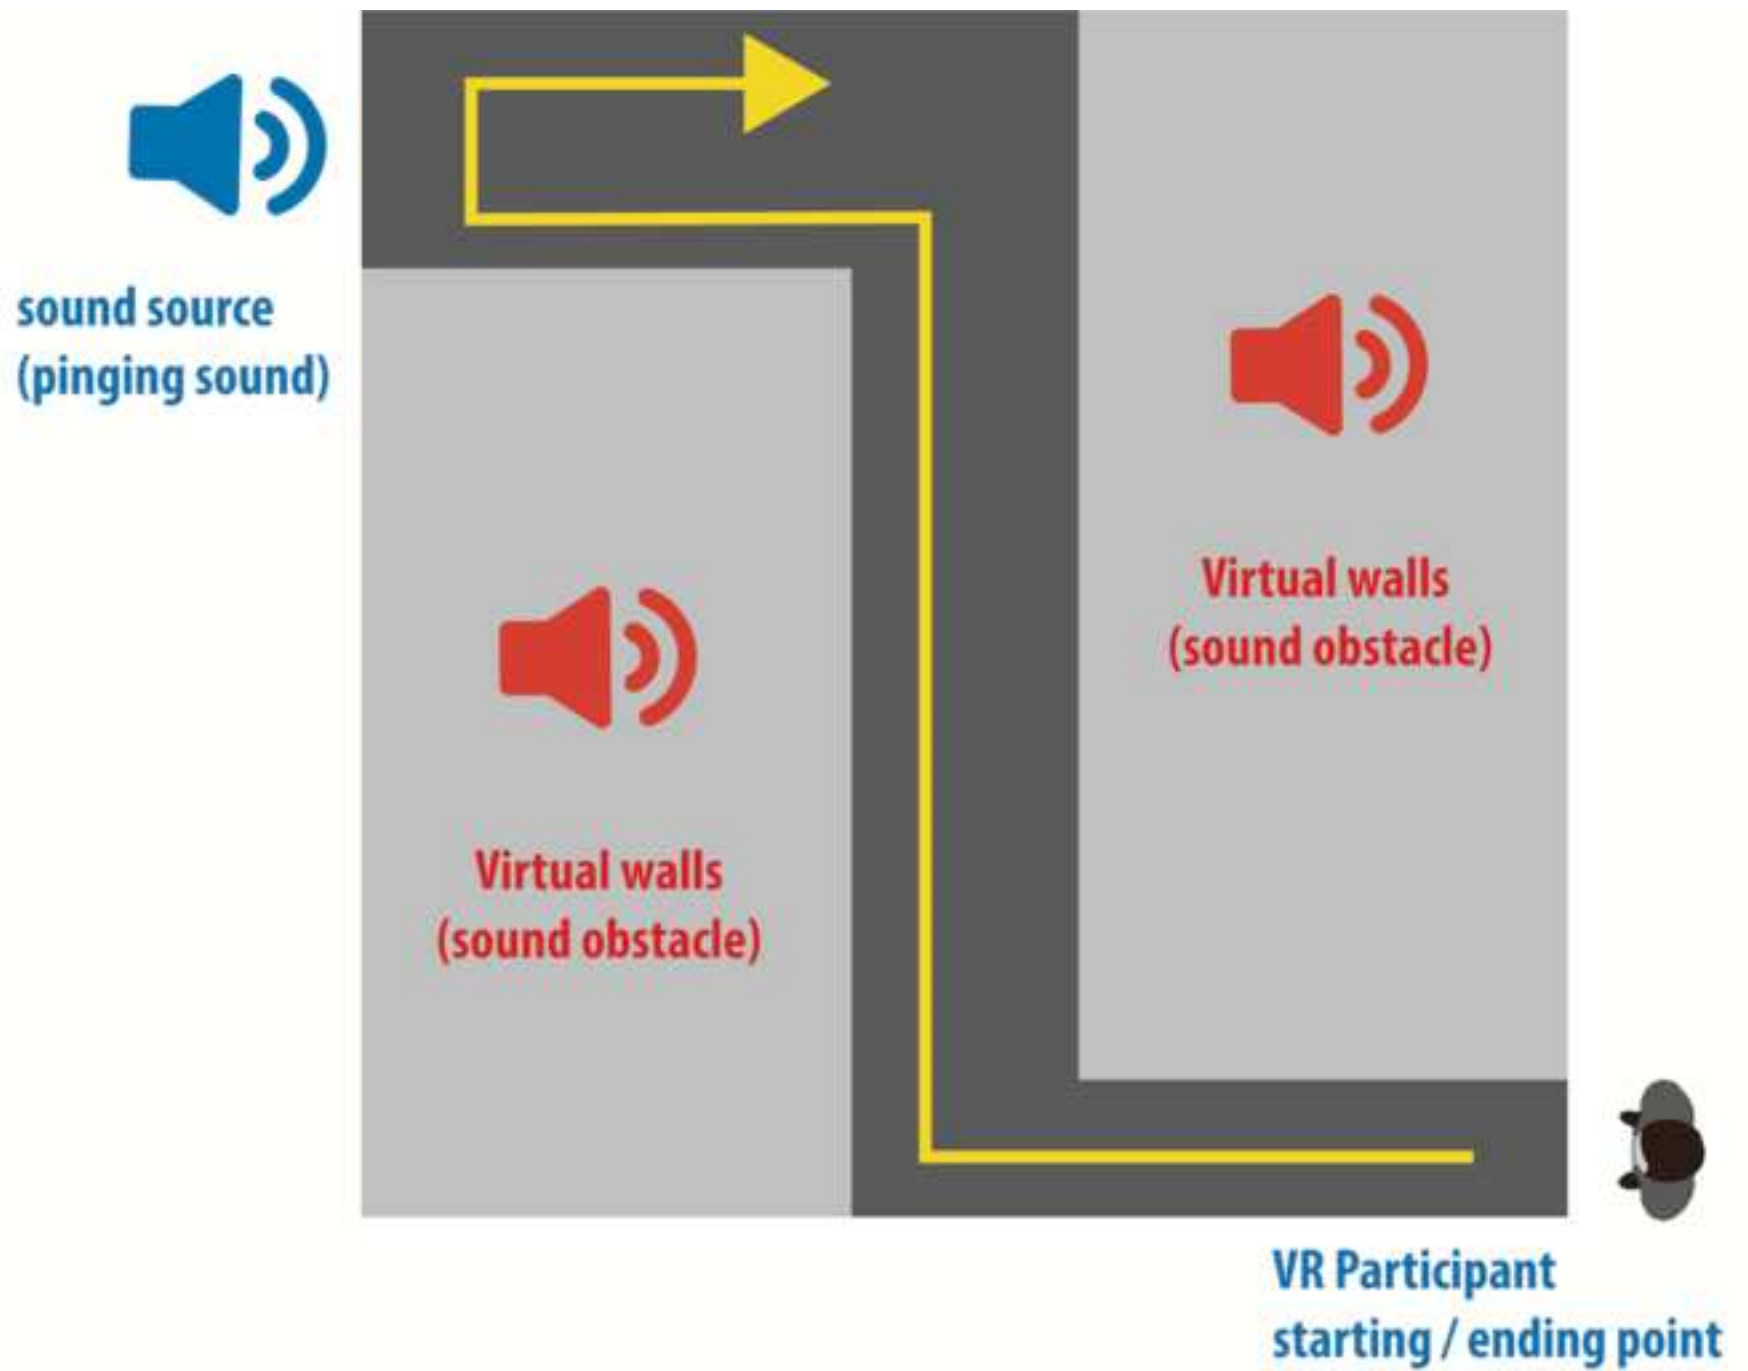 sound source
(pinging sound)
Virtual walls
(sound obstacle)
Virtual walls
(sound obstacle)
VR Participant
starting / ending point